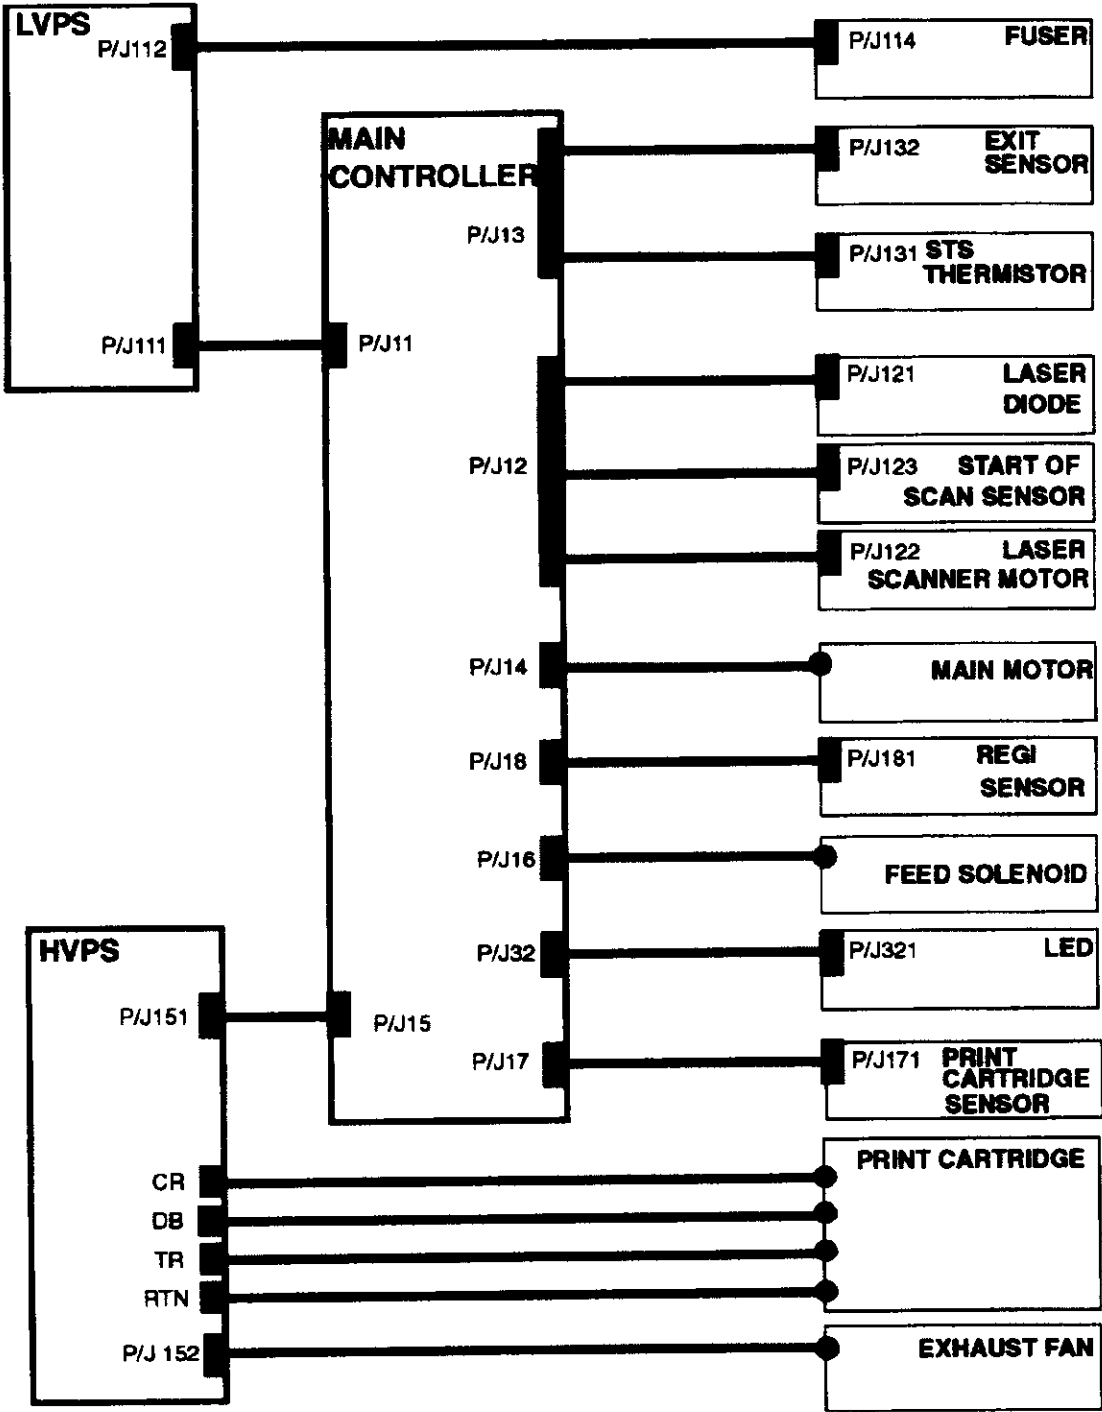 LVPS
P/J112
P/J114 FUSER
MAIN
CONTROLLER
P/J132 EXIT
SENSOR
P/J13
P/J131 STS
THERMISTOR
P/J111
P/J11
P/J121 LASER
DIODE
P/J12
P/J123 START OF
SCAN SENSOR
P/J122 LASER
SCANNER MOTOR
P/J14
MAIN MOTOR
P/J18
P/J181 REGI
SENSOR
P/J16
FEED SOLENOID
HVPS
P/J32
P/J321 LED
P/J151
P/J15
P/J17
P/J171 PRINT
CARTRIDGE
SENSOR
PRINT CARTRIDGE
CR
DB
TR
RTN
P/J 152
EXHAUST FAN